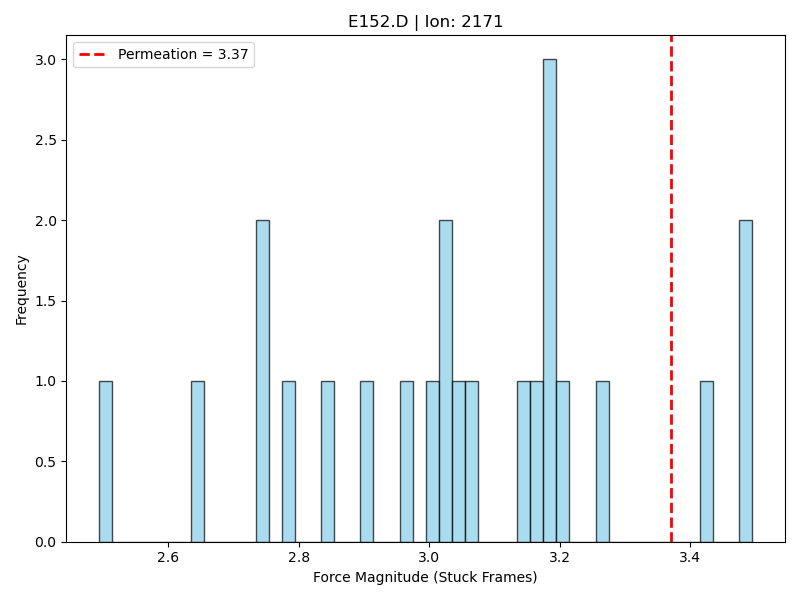 E152.D | Ion: 2171
Permeation = 3.37
3.0
2.5
2.0
1.5
1.0
0.5
0.0
Frequency
2.6 2.8 3.0 3.2 3.4
Force Magnitude (Stuck Frames)